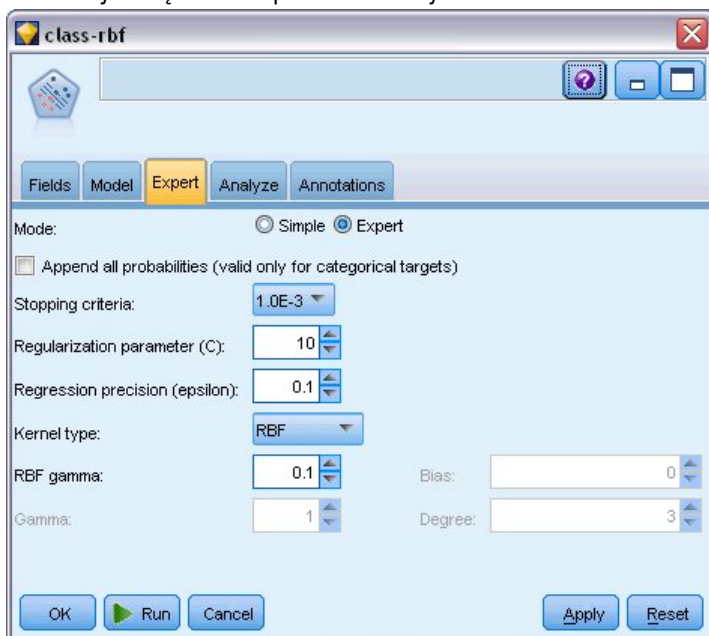 class-rbf
Fields Model Expert Analyze Annotations
Mode: Simple Expert
Append all probabilities (valid only for categorical targets)
Stopping criteria: 1.0E-3
Regularization parameter (C): 10
Regression precision (epsilon): 0.1
Kernel type: RBF
RBF gamma: 0.1 Bias: 0
Gamma: 1 Degree: 3
OK Run Cancel Apply Reset